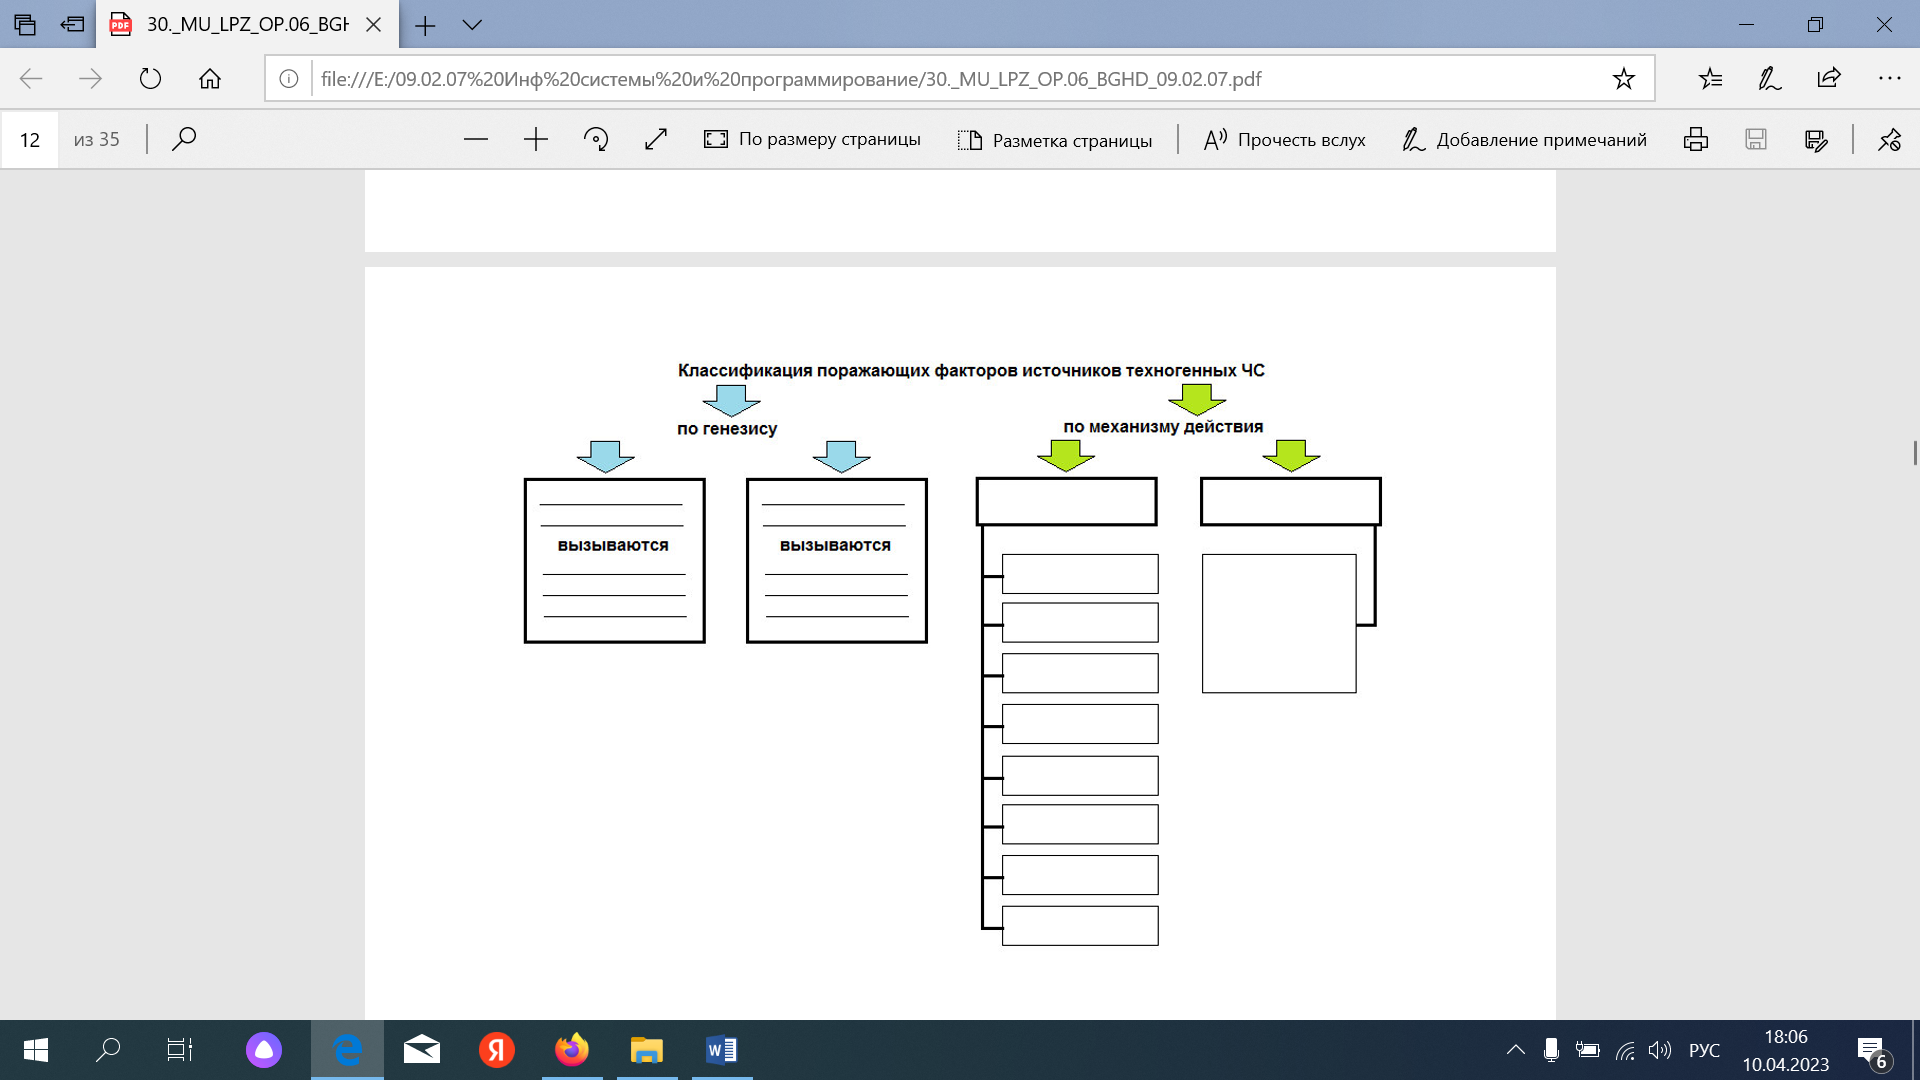 30._MU_LPZ_OP.06_BGH
file:///E:/09.02.07%20Инф%20системы%20и%20программирование/30._MU_LPZ_OP.06_BGHD_09.02.07.pdf
12 из 35 По размеру страницы Разметка страницы Прочесть вслух Добавление примечаний
Классификация поражающих факторов источников техногенных ЧС
по генезису
по механизму действия
вызываются
вызываются
18:06
РУС
10.04.2023
6